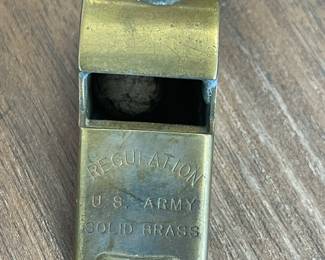 REGULATION
U.S. ARMY
SOLID BRASS